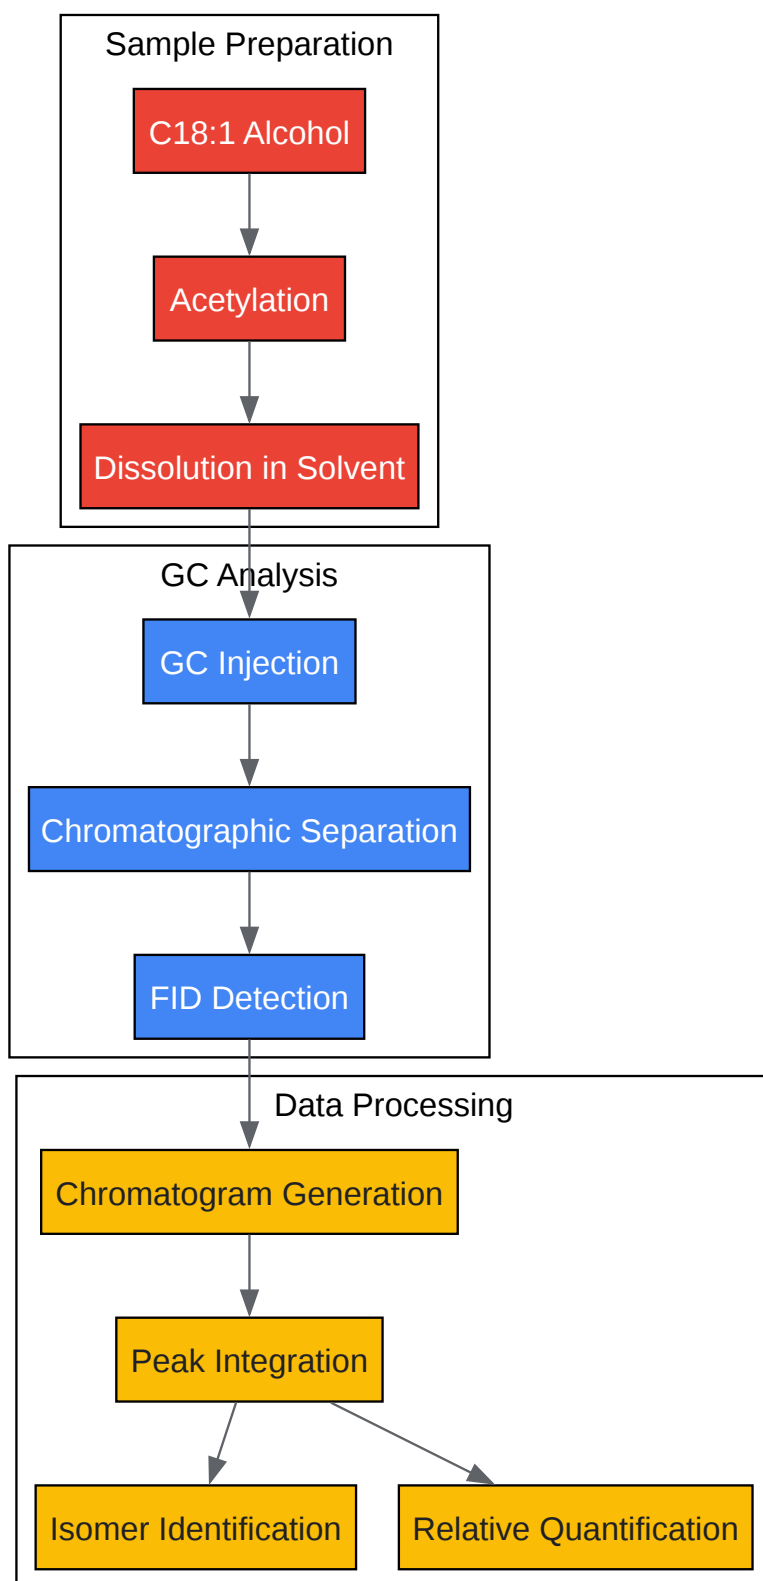 Sample Preparation
C18:1 Alcohol
Acetylation
Dissolution in Solvent
GC Analysis
GC Injection
Chromatographic Separation
FID Detection
Data Processing
Chromatogram Generation
Peak Integration
Isomer Identification
Relative Quantification